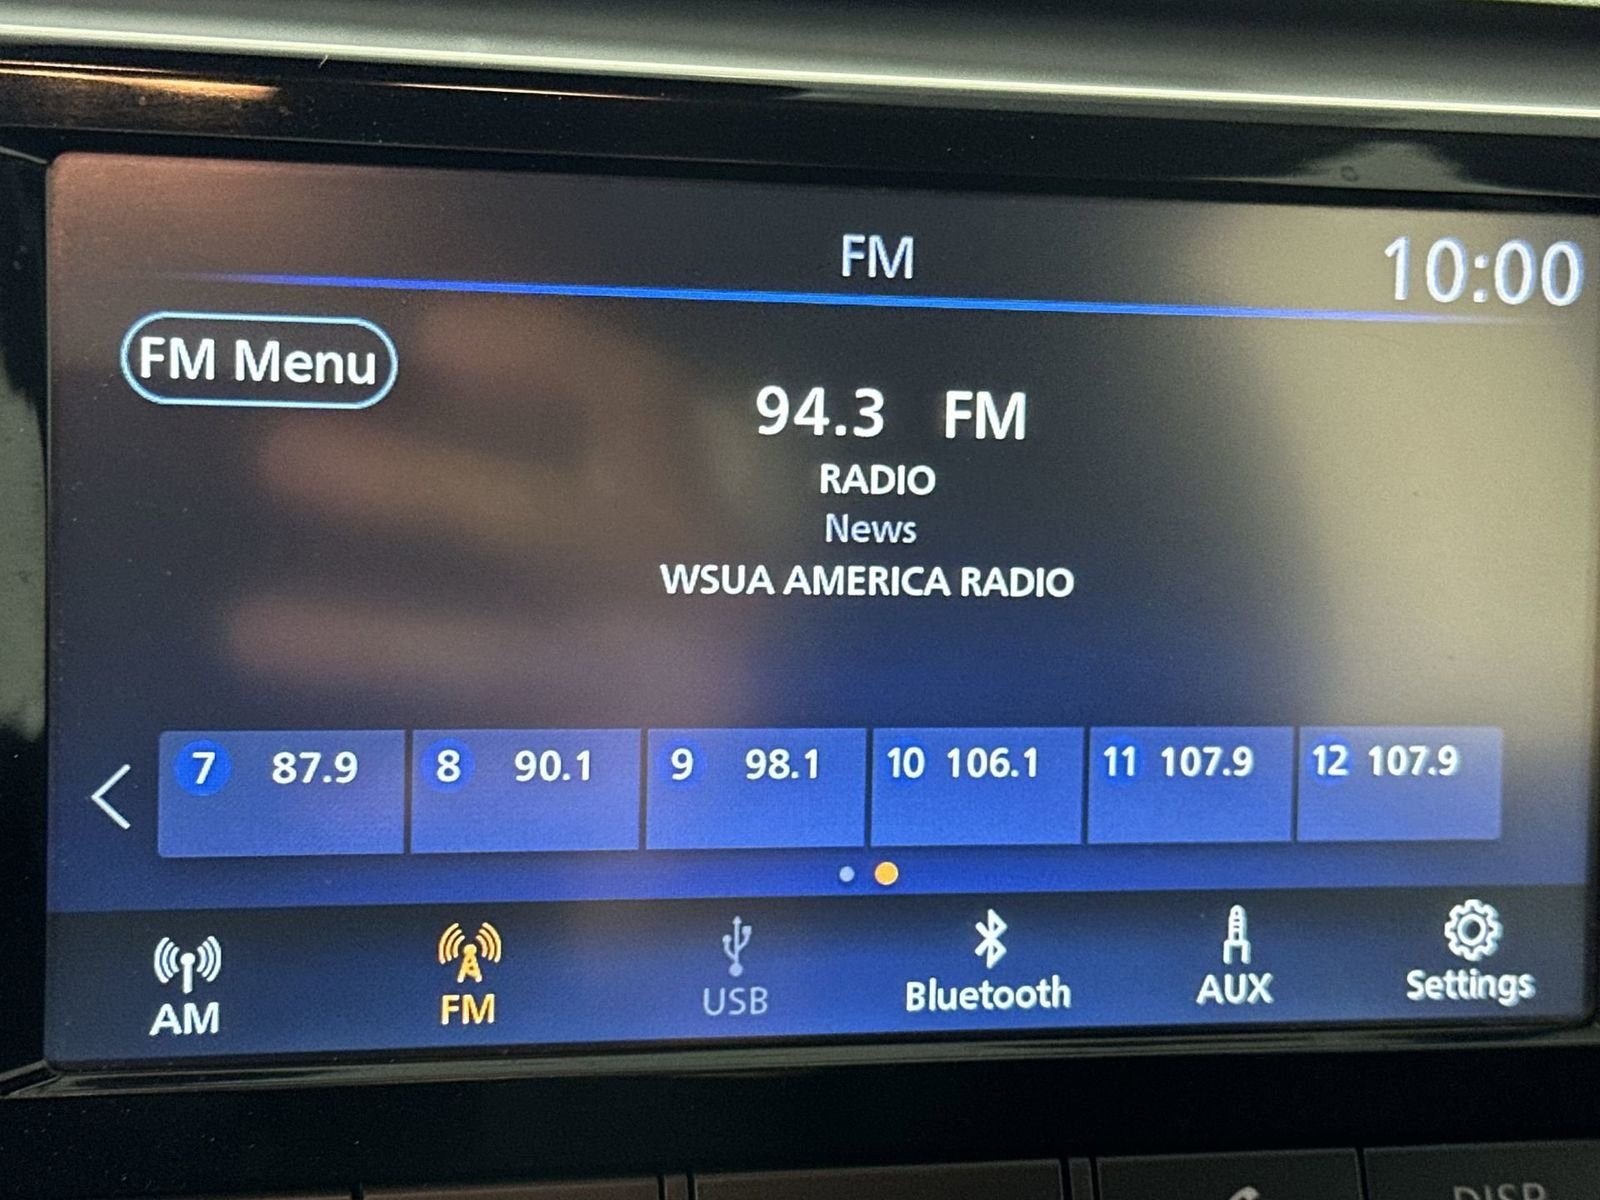 FM
10:00
FM Menu
94.3 FM
RADIO
News
WSUA AMERICA RADIO
7 87.9 8 90.1 9 98.1 10 106.1 11 107.9 12 107.9
AM FM USB Bluetooth AUX Settings
DISP